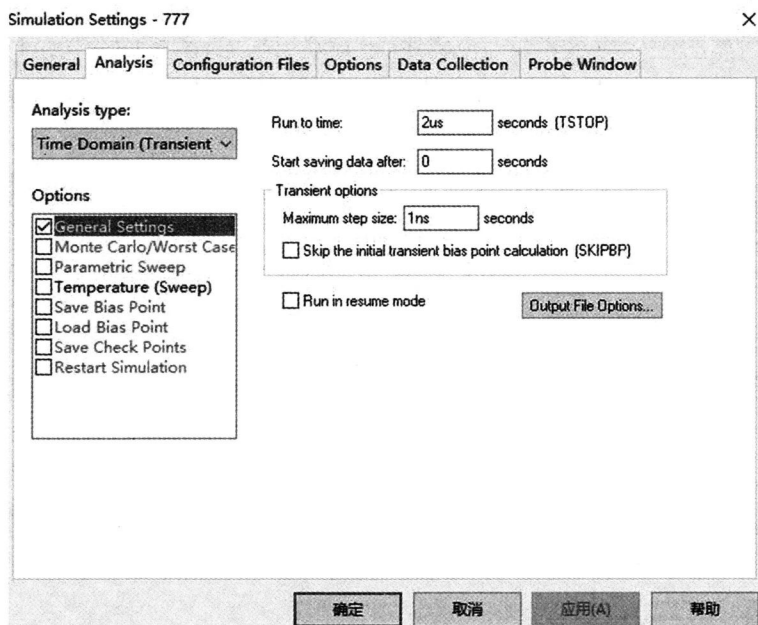 Simulation Settings - 777
General Analysis Configuration Files Options Data Collection Probe Window
Analysis type:
Time Domain (Transient
Options
General Settings
Monte Carlo/Worst Case
Parametric Sweep
Temperature (Sweep)
Save Bias Point
Load Bias Point
Save Check Points
Restart Simulation
Run to time: 2us seconds (TSTOP)
Start saving data after: 0 seconds
Transient options
Maximum step size: 1ns seconds
Skip the initial transient bias point calculation (SKIPBP)
Run in resume mode Output File Options...
确定 取消 应用(A) 帮助